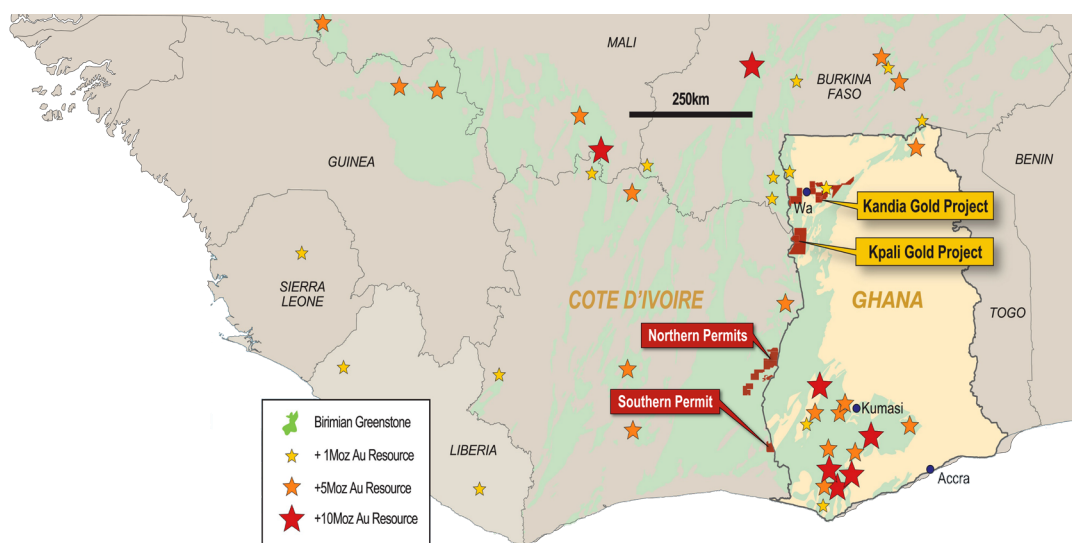 MALI
BURKINA
FASO
250km
BENIN
GUINEA
Wa
Kandia Gold Project
Kpali Gold Project
SIERRA
LEONE
COTE D'IVOIRE
GHANA
TOGO
Northern Permits
Southern Permit
Kumasi
LIBERIA
Accra
Birimian Greenstone
+ 1Moz Au Resource
+5Moz Au Resource
+10Moz Au Resource